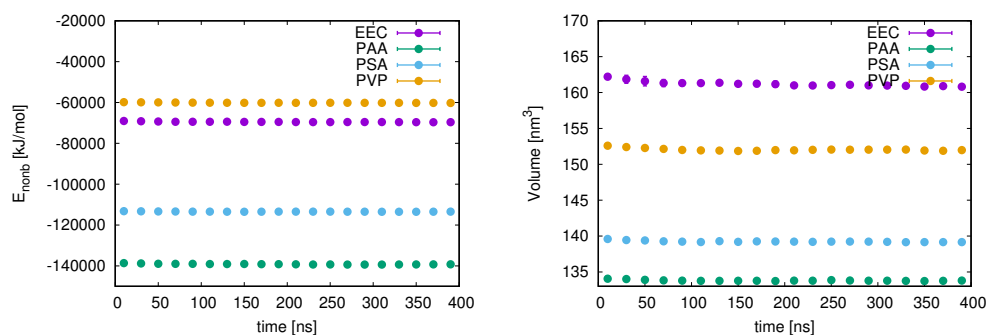 -20000
-40000
-60000
-80000
-100000
-120000
-140000
E_nonb [kJ/mol]
0 50 100 150 200 250 300 350 400
time [ns]
EEC
PAA
PSA
PVP
170
165
160
155
150
145
140
135
Volume [nm³]
0 50 100 150 200 250 300 350 400
time [ns]
EEC
PAA
PSA
PVP